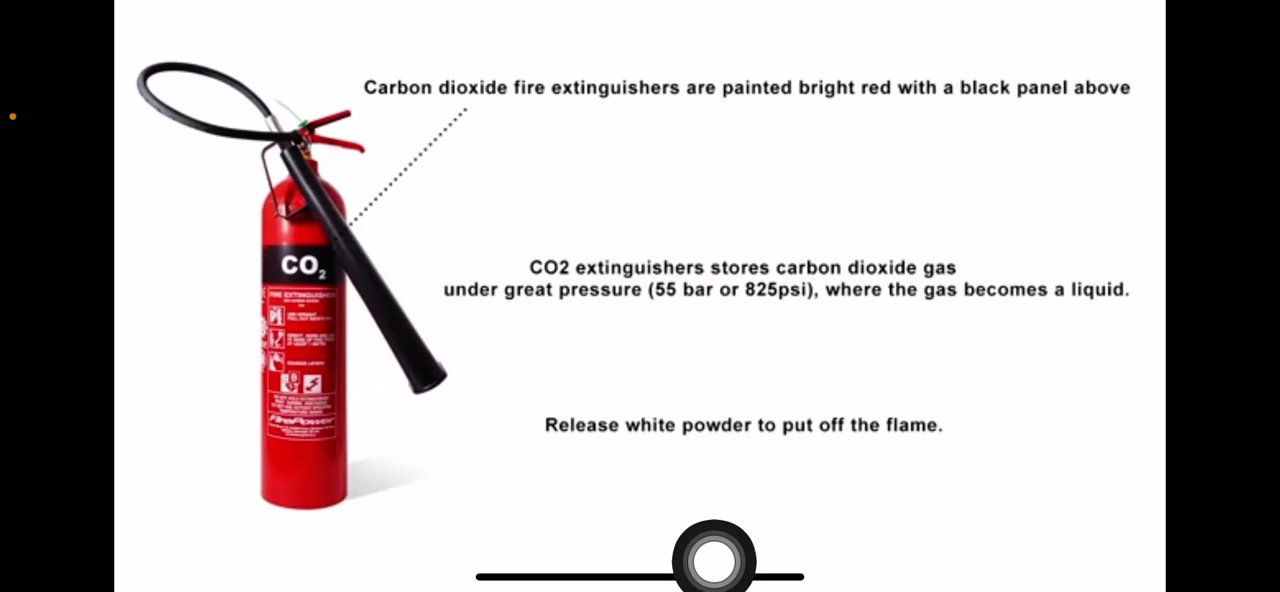 Carbon dioxide fire extinguishers are painted bright red with a black panel above
CO2 extinguishers stores carbon dioxide gas
under great pressure (55 bar or 825psi), where the gas becomes a liquid.
Release white powder to put off the flame.
CO2
FIRE EXTINGUISHER
B
FirePower